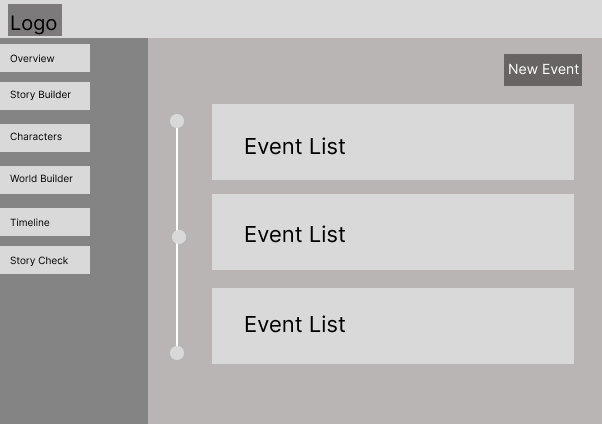 Logo
Overview
Story Builder
Characters
World Builder
Timeline
Story Check
New Event
Event List
Event List
Event List